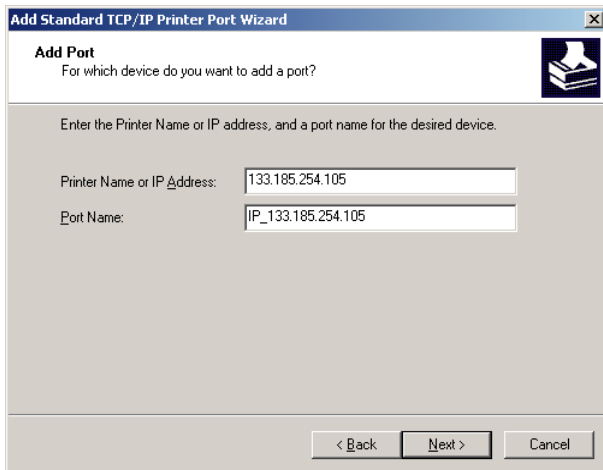 Add Standard TCP/IP Printer Port Wizard
Add Port
For which device do you want to add a port?
Enter the Printer Name or IP address, and a port name for the desired device.
Printer Name or IP Address: 133.185.254.105
Port Name: IP_133.185.254.105
< Back Next > Cancel